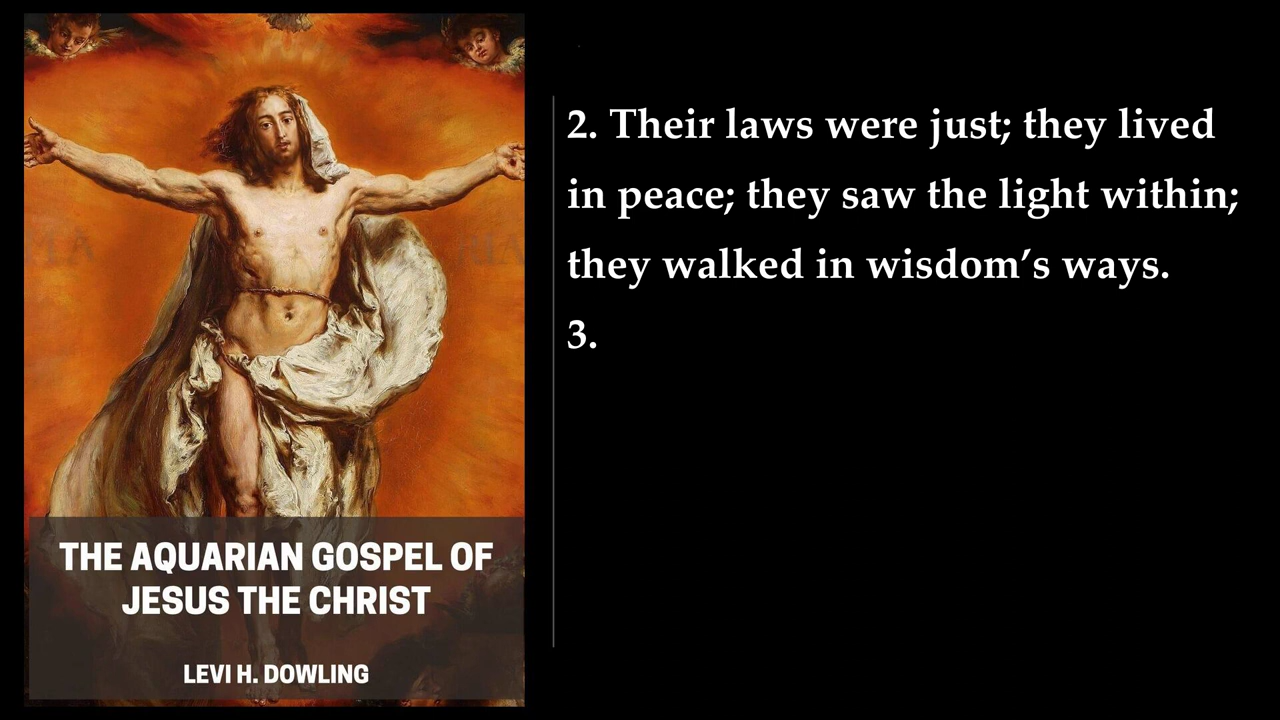 THE AQUARIAN GOSPEL OF
JESUS THE CHRIST
LEVI H. DOWLING
2. Their laws were just; they lived
in peace; they saw the light within;
they walked in wisdom’s ways.
3.